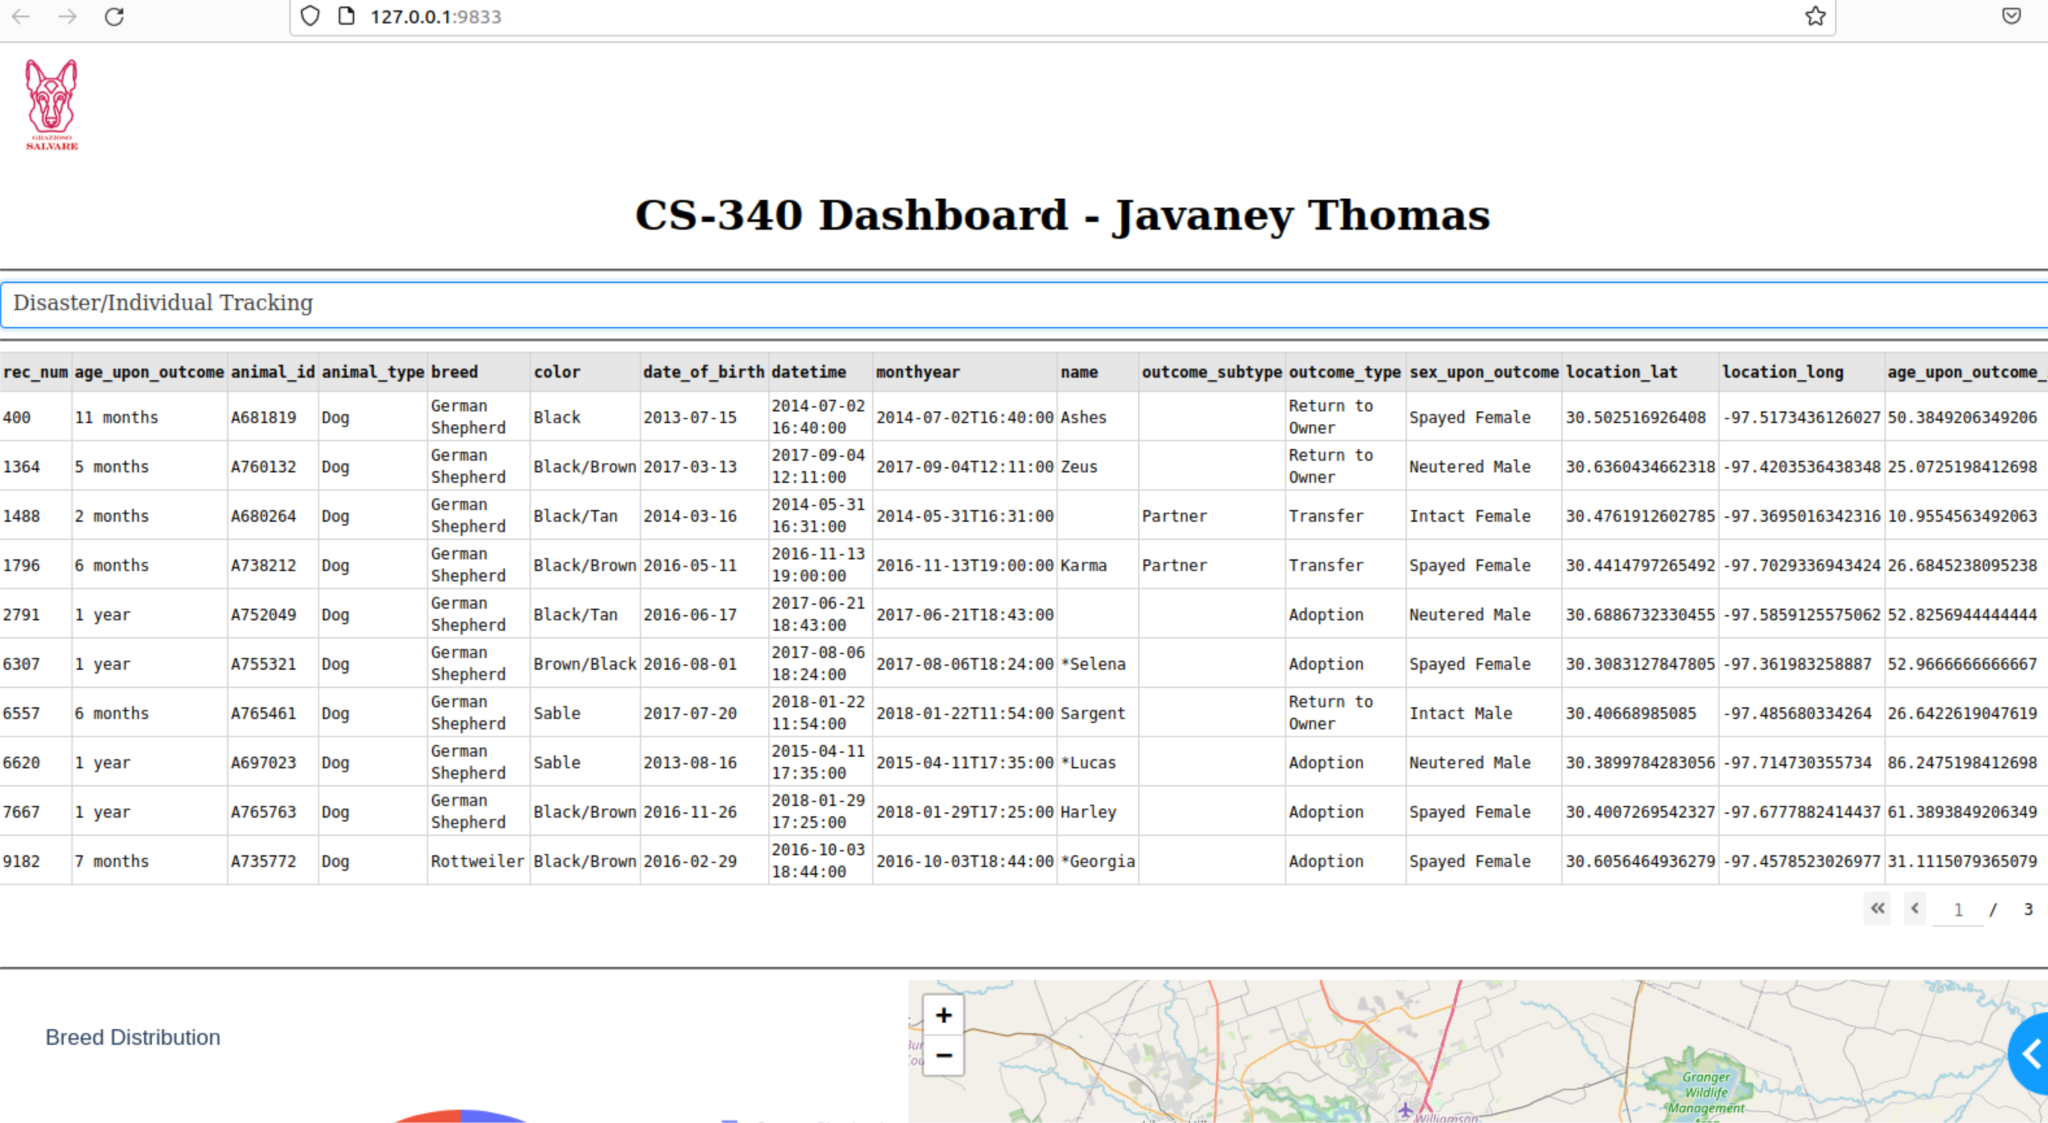 127.0.0.1:9833
GRAZIOSO
SALVARE
CS-340 Dashboard - Javaney Thomas
Disaster/Individual Tracking
rec_num age_upon_outcome animal_id animal_type breed color date_of_birth datetime monthyear name outcome_subtype outcome_type sex_upon_outcome location_lat location_long age_upon_outcome_
400 11 months A681819 Dog German Shepherd Black 2013-07-15 2014-07-02 16:40:00 2014-07-02T16:40:00 Ashes Return to Owner Spayed Female 30.502516926408 -97.5173436126027 50.3849206349206
1364 5 months A760132 Dog German Shepherd Black/Brown 2017-03-13 2017-09-04 12:11:00 2017-09-04T12:11:00 Zeus Return to Owner Neutered Male 30.6360434662318 -97.4203536438348 25.0725198412698
1488 2 months A680264 Dog German Shepherd Black/Tan 2014-03-16 2014-05-31 16:31:00 2014-05-31T16:31:00 Partner Transfer Intact Female 30.4761912602785 -97.3695016342316 10.9554563492063
1796 6 months A738212 Dog German Shepherd Black/Brown 2016-05-11 2016-11-13 19:00:00 2016-11-13T19:00:00 Karma Partner Transfer Spayed Female 30.4414797265492 -97.7029336943424 26.6845238095238
2791 1 year A752049 Dog German Shepherd Black/Tan 2016-06-17 2017-06-21 18:43:00 2017-06-21T18:43:00 Adoption Neutered Male 30.6886732330455 -97.5859125575062 52.8256944444444
6307 1 year A755321 Dog German Shepherd Brown/Black 2016-08-01 2017-08-06 18:24:00 2017-08-06T18:24:00 *Selena Adoption Spayed Female 30.3083127847805 -97.361983258887 52.9666666666667
6557 6 months A765461 Dog German Shepherd Sable 2017-07-20 2018-01-22 11:54:00 2018-01-22T11:54:00 Sargent Return to Owner Intact Male 30.40668985085 -97.485680334264 26.6422619047619
6620 1 year A697023 Dog German Shepherd Sable 2013-08-16 2015-04-11 17:35:00 2015-04-11T17:35:00 *Lucas Adoption Neutered Male 30.3899784283056 -97.714730355734 86.2475198412698
7667 1 year A765763 Dog German Shepherd Black/Brown 2016-11-26 2018-01-29 17:25:00 2018-01-29T17:25:00 Harley Adoption Spayed Female 30.4007269542327 -97.6777882414437 61.3893849206349
9182 7 months A735772 Dog Rottweiler Black/Brown 2016-02-29 2016-10-03 18:44:00 2016-10-03T18:44:00 *Georgia Adoption Spayed Female 30.6056464936279 -97.4578523026977 31.1115079365079
1 / 3
Breed Distribution
+
−
Granger
Wildlife
Management
Williamson